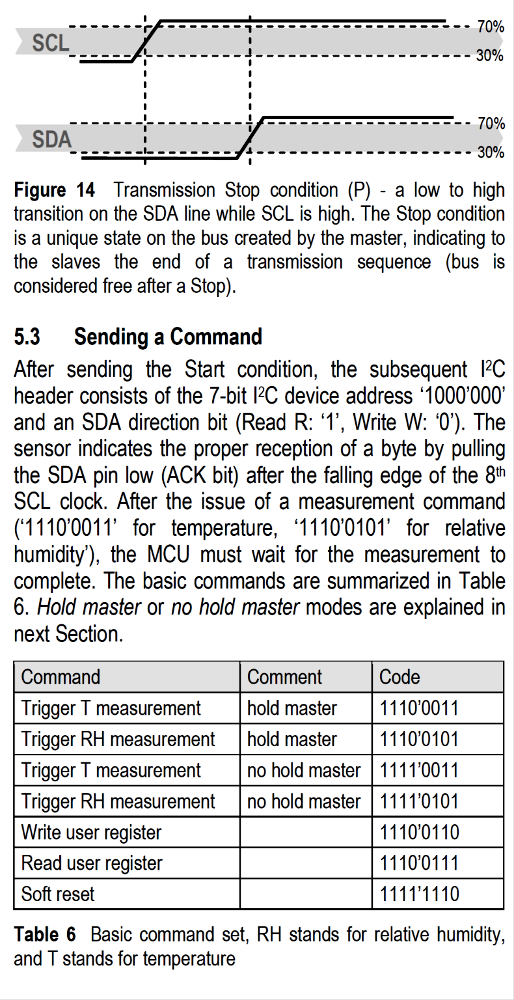 SCL
70%
30%
SDA
70%
30%
Figure 14 Transmission Stop condition (P) - a low to high
transition on the SDA line while SCL is high. The Stop condition
is a unique state on the bus created by the master, indicating to
the slaves the end of a transmission sequence (bus is
considered free after a Stop).
5.3 Sending a Command
After sending the Start condition, the subsequent I²C
header consists of the 7-bit I²C device address ‘1000’000’
and an SDA direction bit (Read R: ‘1’, Write W: ‘0’). The
sensor indicates the proper reception of a byte by pulling
the SDA pin low (ACK bit) after the falling edge of the 8th
SCL clock. After the issue of a measurement command
(‘1110’0011’ for temperature, ‘1110’0101’ for relative
humidity’), the MCU must wait for the measurement to
complete. The basic commands are summarized in Table
6. Hold master or no hold master modes are explained in
next Section.
Command Comment Code
Trigger T measurement hold master 1110’0011
Trigger RH measurement hold master 1110’0101
Trigger T measurement no hold master 1111’0011
Trigger RH measurement no hold master 1111’0101
Write user register 1110’0110
Read user register 1110’0111
Soft reset 1111’1110
Table 6 Basic command set, RH stands for relative humidity,
and T stands for temperature